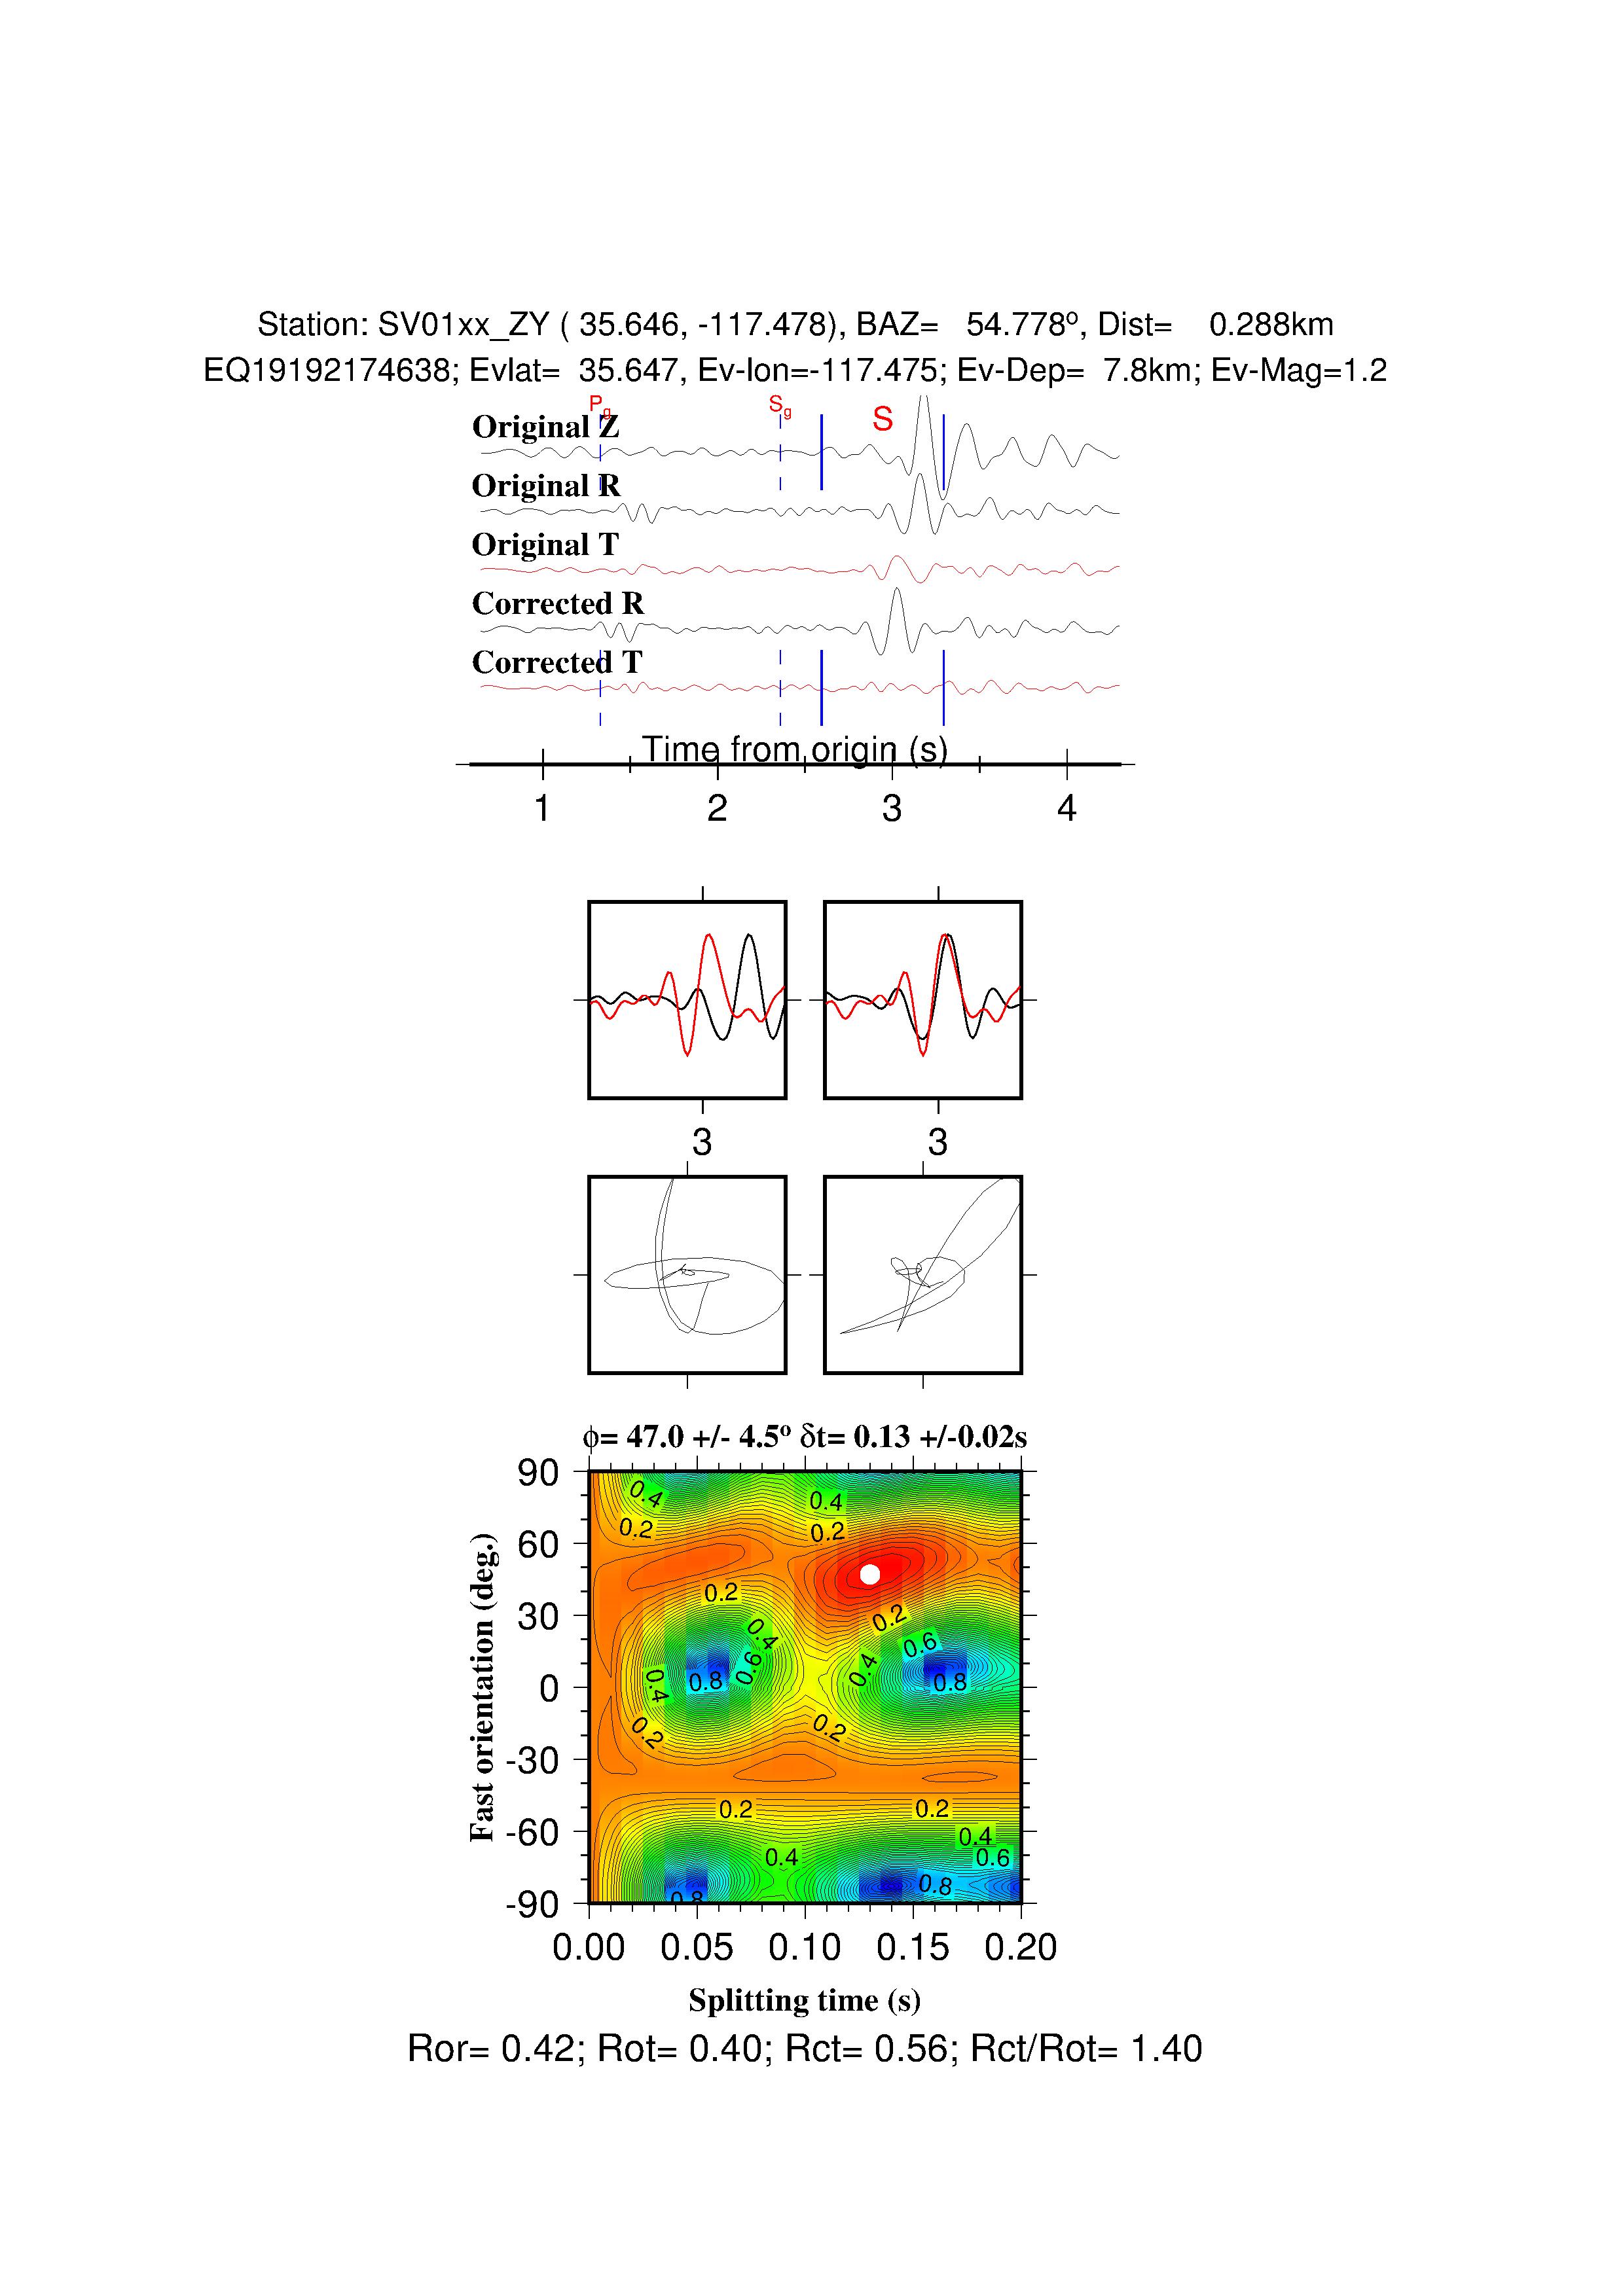 Station: SV01xx_ZY ( 35.646, -117.478), BAZ= 54.778º, Dist= 0.288km
EQ19192174638; Evlat= 35.647, Ev-lon=-117.475; Ev-Dep= 7.8km; Ev-Mag=1.2
Pg Sg S
Original Z
Original R
Original T
Corrected R
Corrected T
Time from origin (s)
1 2 3 4
3 3
ϕ= 47.0 +/- 4.5º δt= 0.13 +/-0.02s
90
60
30
0
-30
-60
-90
Fast orientation (deg.)
0.4 0.4
0.2 0.2
0.2 0.2
0.4 0.6
0.4 0.8 0.6 0.4 0.8
0.2 0.2
0.2 0.2
0.4
0.4 0.6
0.8 0.8
0.00 0.05 0.10 0.15 0.20
Splitting time (s)
Ror= 0.42; Rot= 0.40; Rct= 0.56; Rct/Rot= 1.40